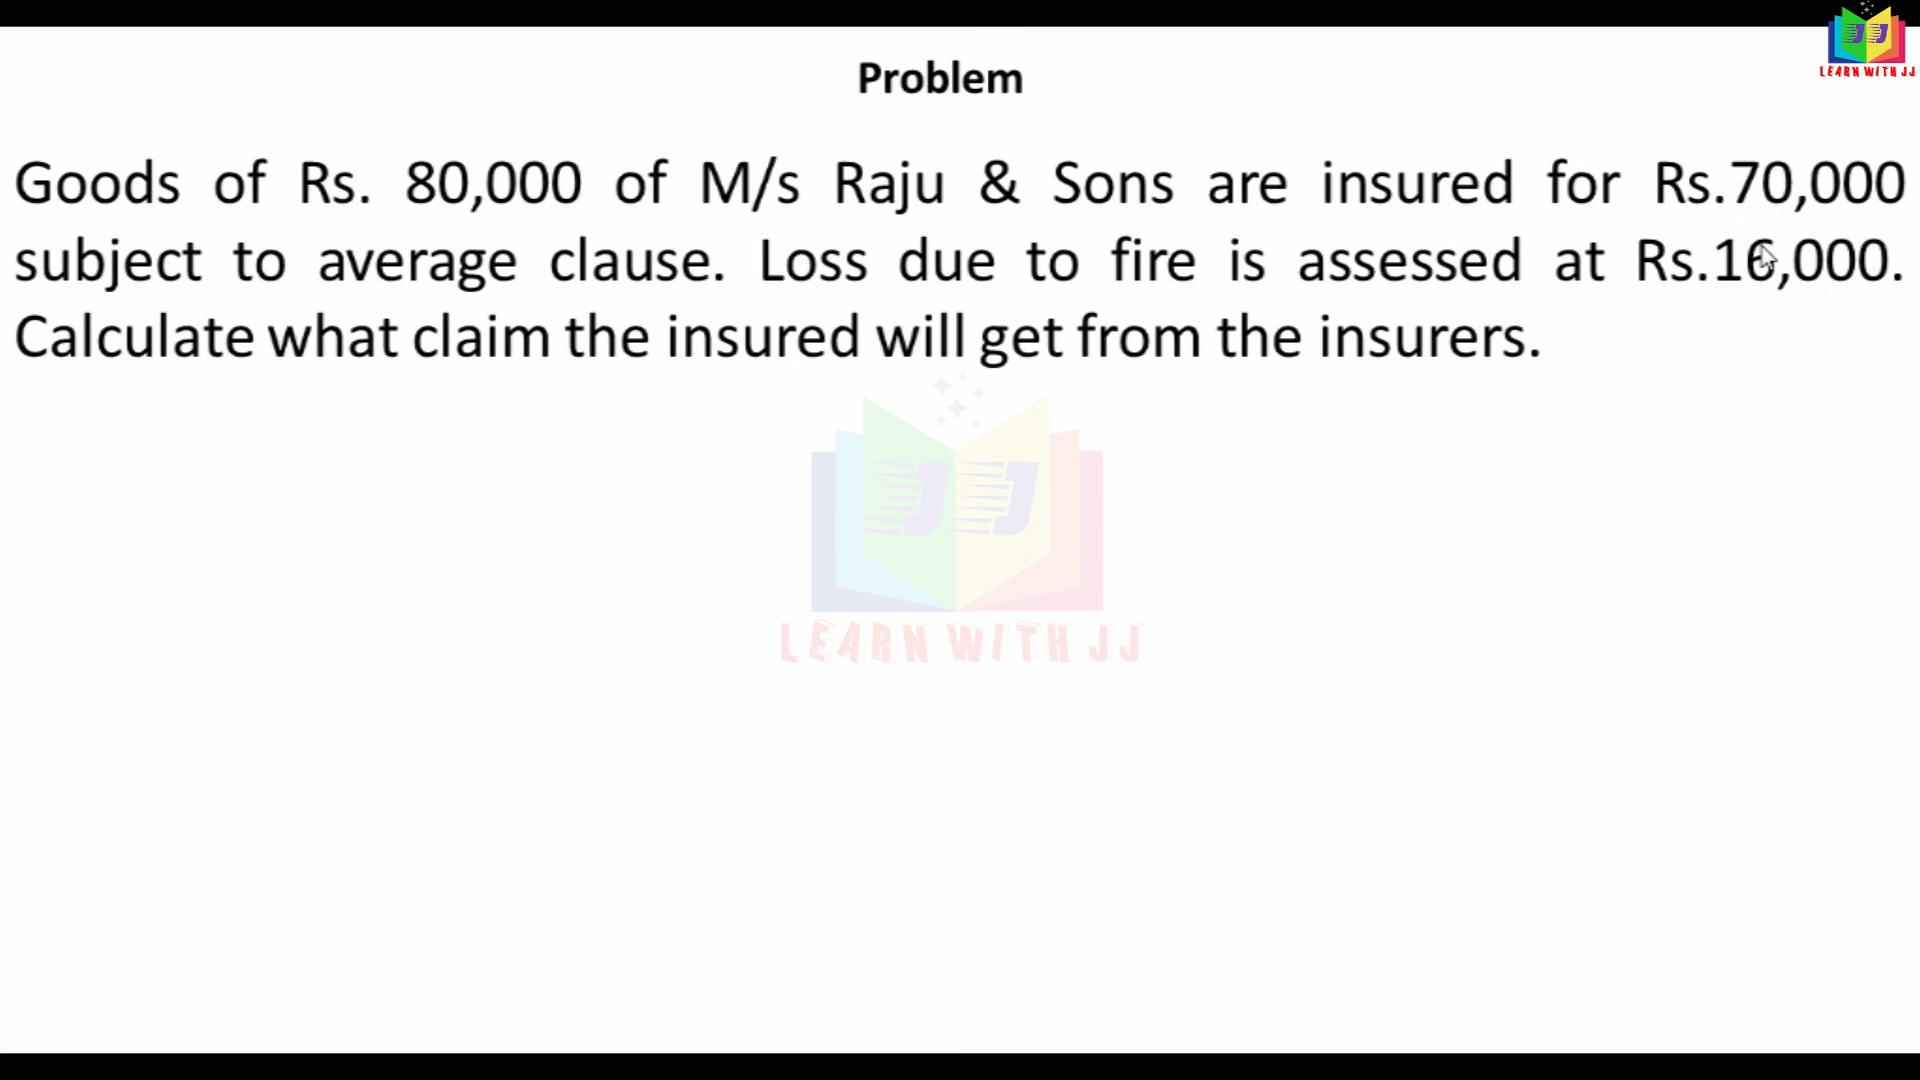 LEARN WITH JJ
Problem
Goods of Rs. 80,000 of M/s Raju & Sons are insured for Rs.70,000
subject to average clause. Loss due to fire is assessed at Rs.16,000.
Calculate what claim the insured will get from the insurers.
JJ
LEARN WITH JJ